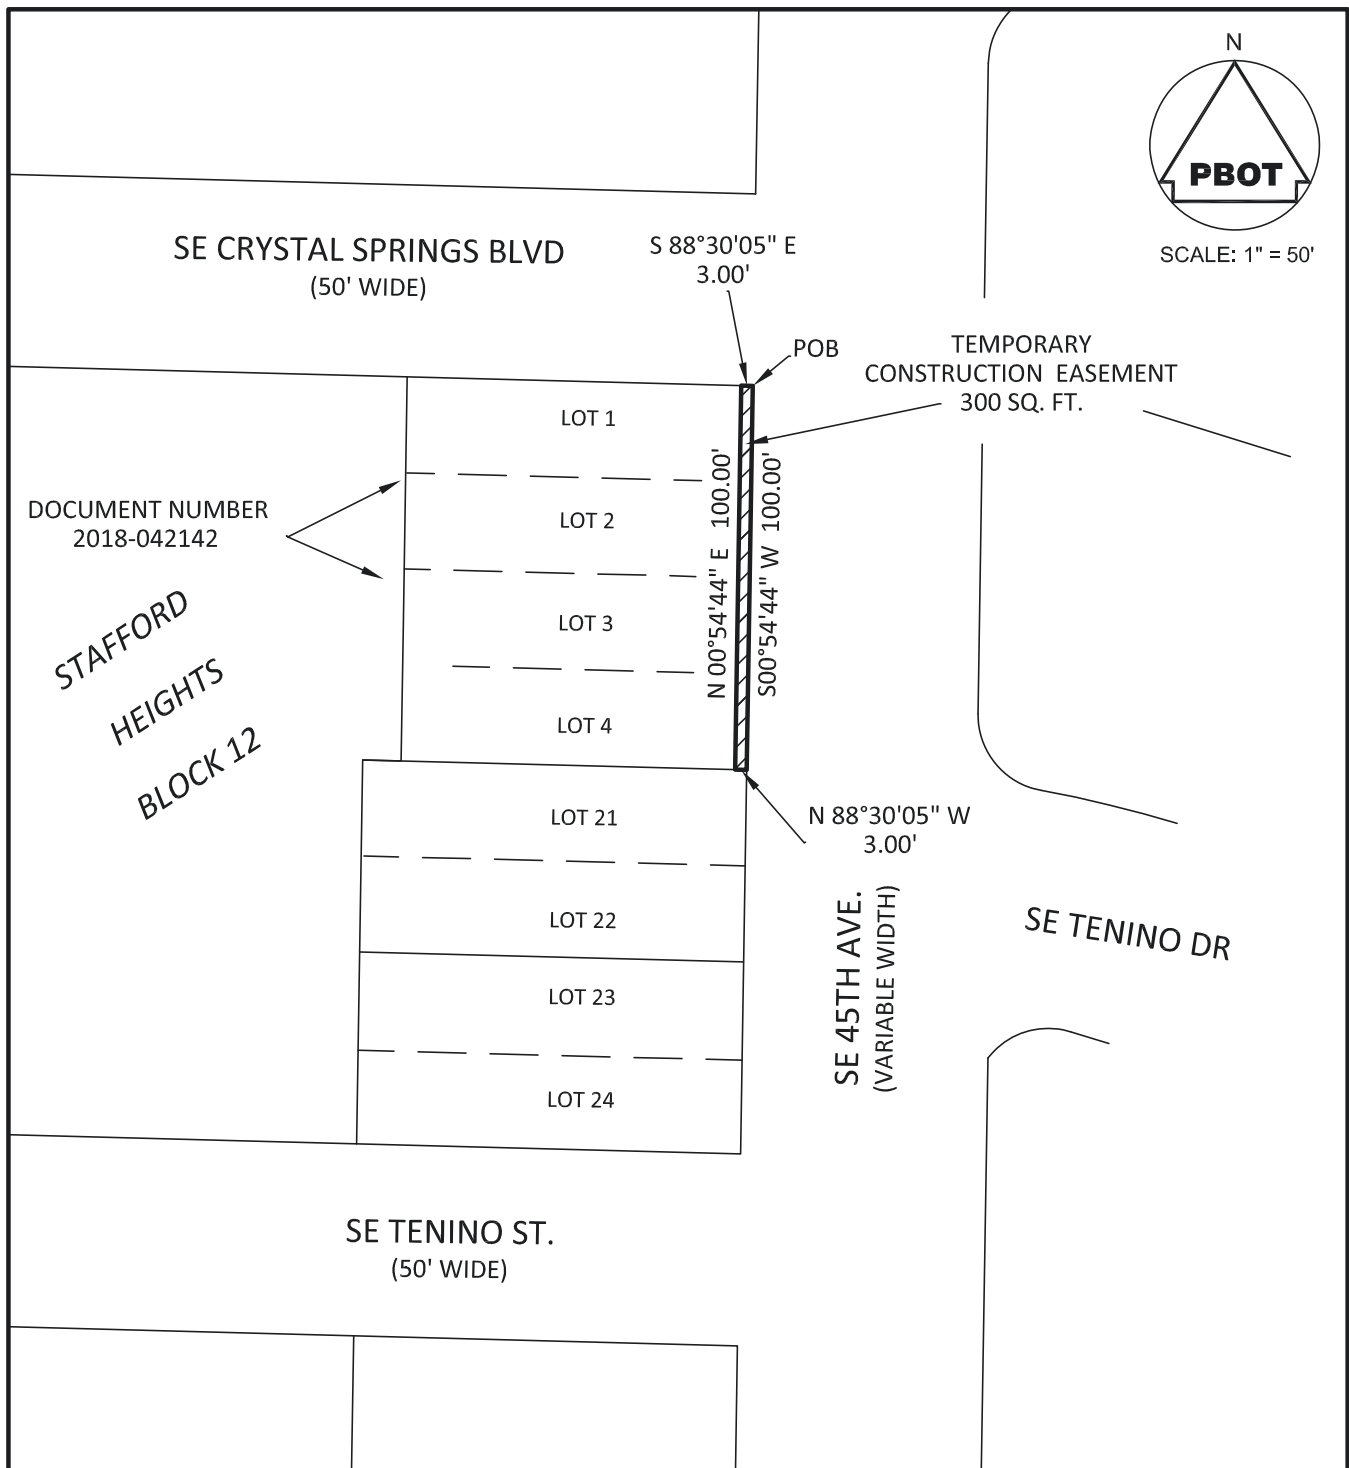 N
PBOT
SCALE: 1" = 50'
SE CRYSTAL SPRINGS BLVD
(50' WIDE)
S 88°30'05" E
3.00'
POB
TEMPORARY
CONSTRUCTION EASEMENT
300 SQ. FT.
LOT 1
DOCUMENT NUMBER
2018-042142
LOT 2
N 00°54'44" E 100.00'
S00°54'44" W 100.00'
STAFFORD
HEIGHTS
BLOCK 12
LOT 3
LOT 4
LOT 21
N 88°30'05" W
3.00'
LOT 22
SE 45TH AVE.
(VARIABLE WIDTH)
SE TENINO DR
LOT 23
LOT 24
SE TENINO ST.
(50' WIDE)